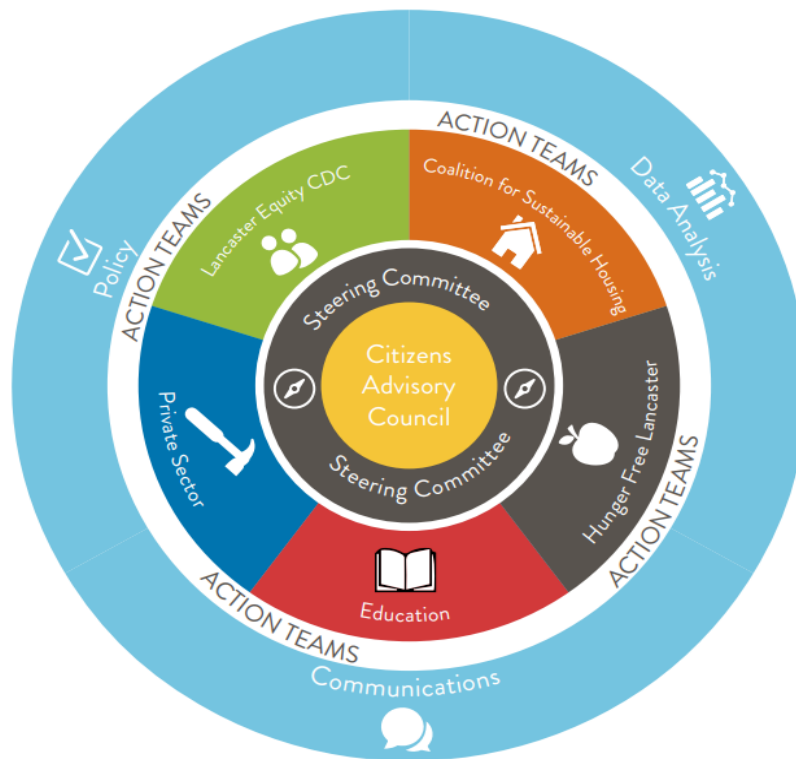 ACTION TEAMS
Data Analysis
Policy
ACTION TEAMS
Lancaster Equity CDC
Coalition for Sustainable Housing
Steering Committee
Citizens
Advisory
Council
Steering Committee
Private Sector
Hunger Free Lancaster
Education
ACTION TEAMS
ACTION TEAMS
Communications